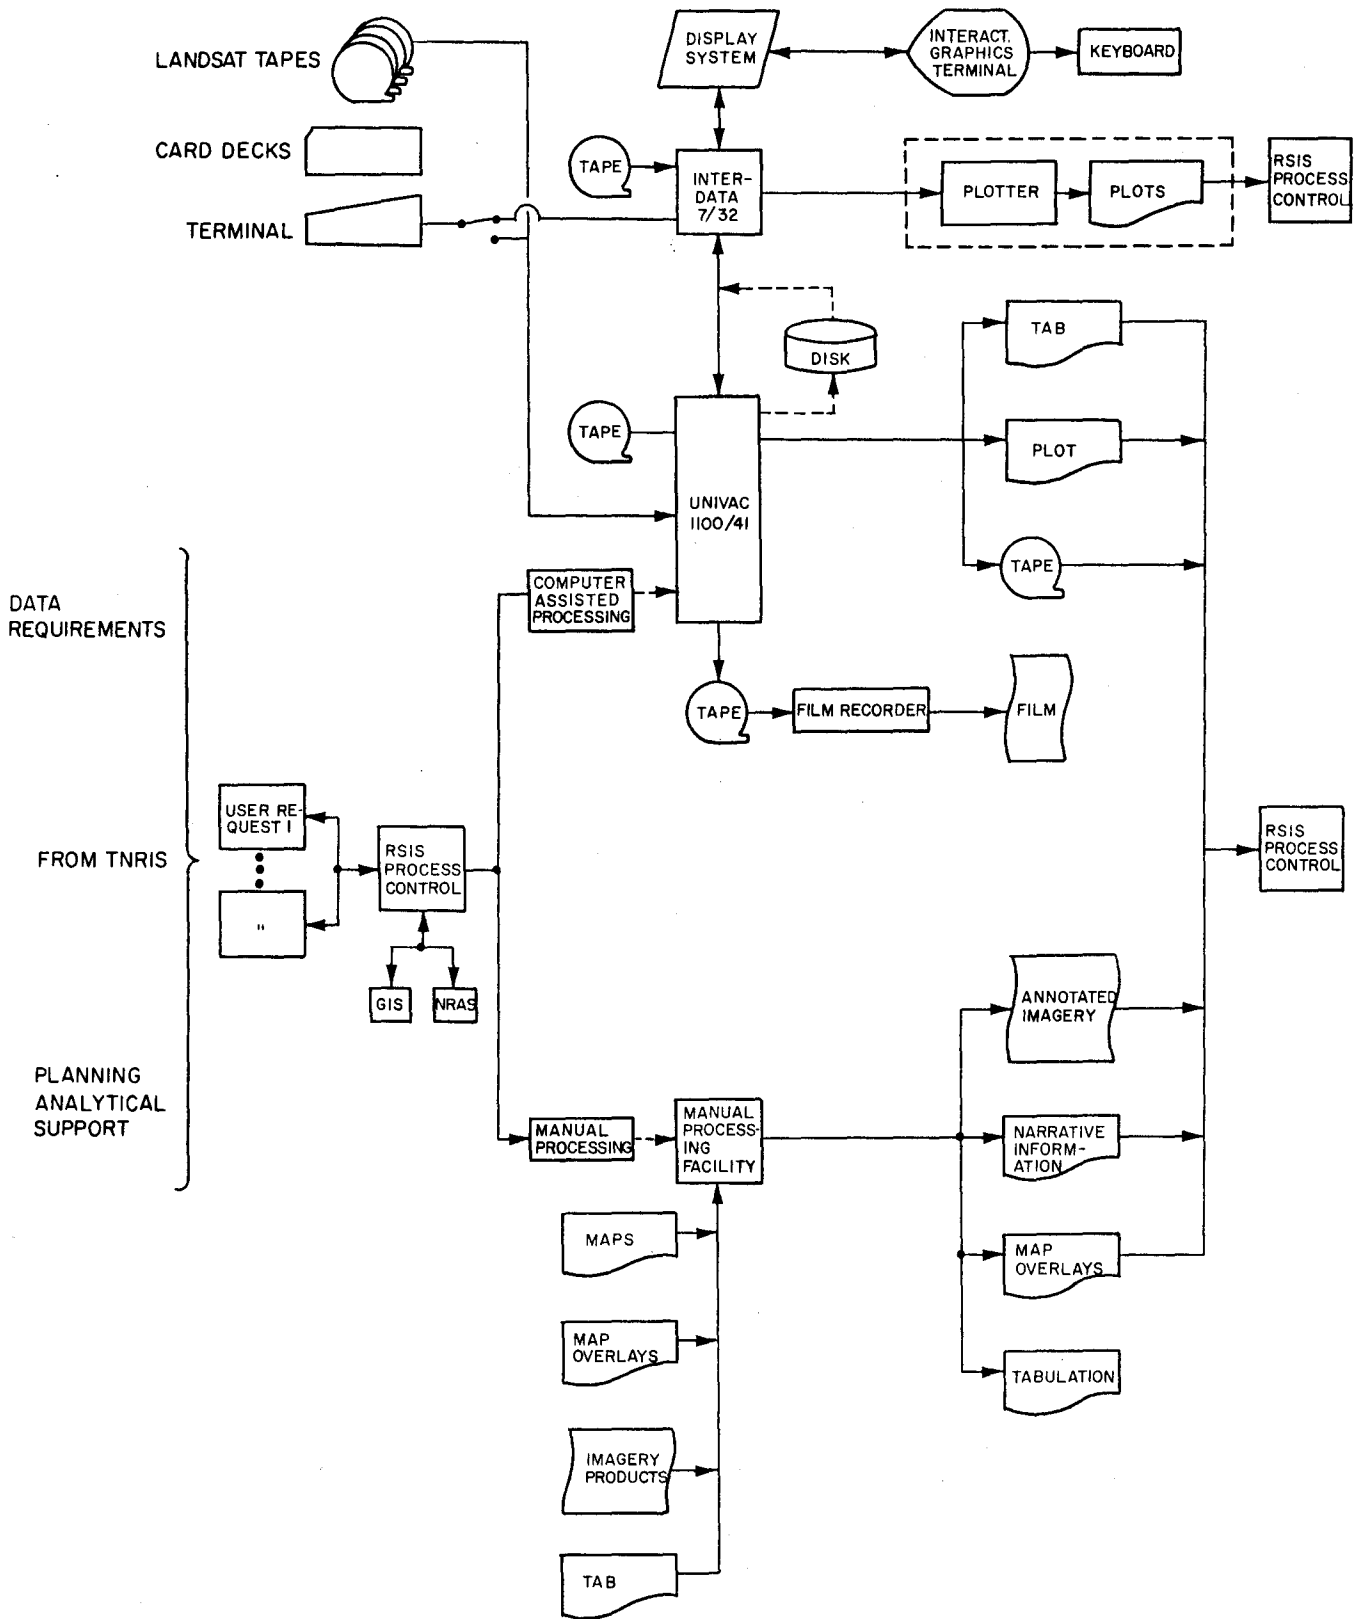 LANDSAT TAPES
CARD DECKS
TERMINAL
DISPLAY
SYSTEM
INTERACT.
GRAPHICS
TERMINAL
KEYBOARD
TAPE
INTER-
DATA
7/32
PLOTTER
PLOTS
RSIS
PROCESS
CONTROL
DISK
TAPE
UNIVAC
1100/41
TAB
PLOT
TAPE
COMPUTER
ASSISTED
PROCESSING
TAPE
FILM RECORDER
FILM
DATA
REQUIREMENTS
FROM TNRIS
PLANNING
ANALYTICAL
SUPPORT
USER RE-
QUEST I
"
RSIS
PROCESS
CONTROL
GIS
NRAS
RSIS
PROCESS
CONTROL
MANUAL
PROCESSING
MANUAL
PROCESS-
ING
FACILITY
ANNOTATED
IMAGERY
NARRATIVE
INFORM-
ATION
MAP
OVERLAYS
TABULATION
MAPS
MAP
OVERLAYS
IMAGERY
PRODUCTS
TAB